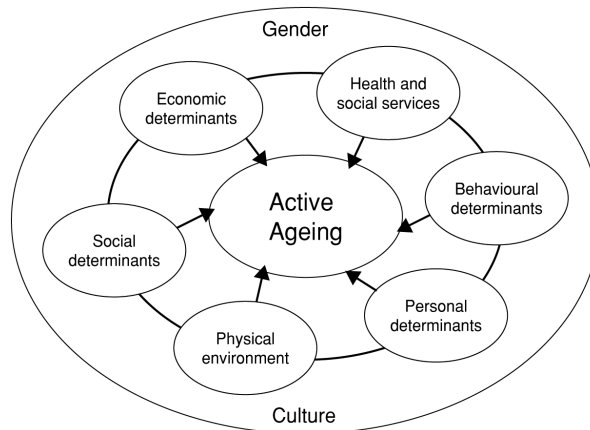 Gender
Economic
determinants
Health and
social services
Behavioural
determinants
Personal
determinants
Physical
environment
Social
determinants
Active
Ageing
Culture